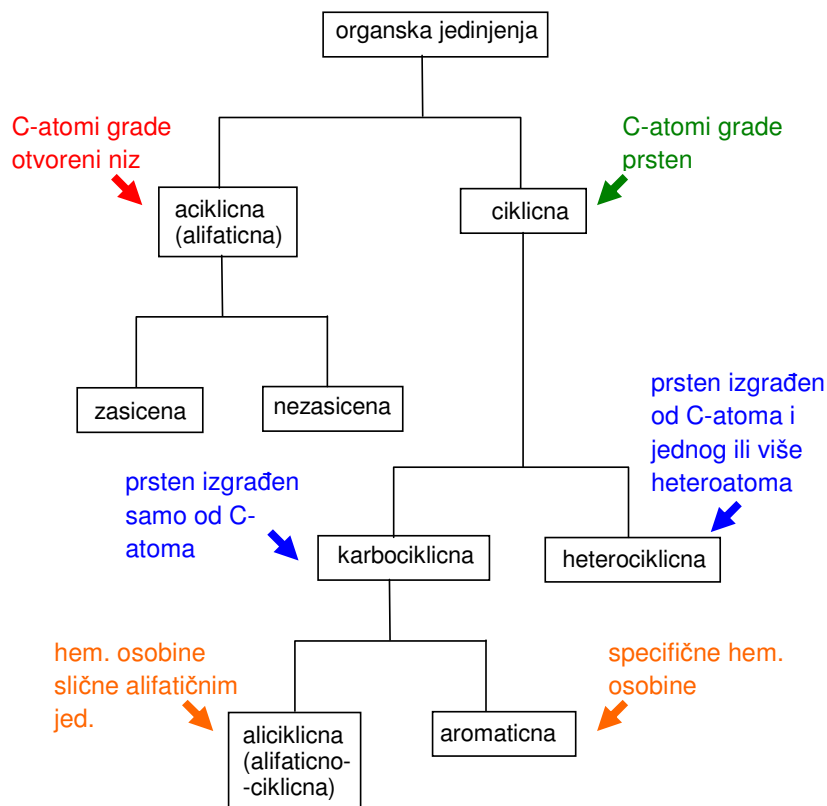 organska jedinjenja
C-atomi grade
otvoreni niz
C-atomi grade
prsten
aciklicna
(alifaticna)
ciklicna
zasicena
nezasicena
prsten izgrađen
od C-atoma i
jednog ili više
heteroatoma
prsten izgrađen
samo od C-
atoma
karbociklicna
heterociklicna
hem. osobine
slične alifatičnim
jed.
specifične hem.
osobine
aliciklicna
(alifaticno-
-ciklicna)
aromaticna